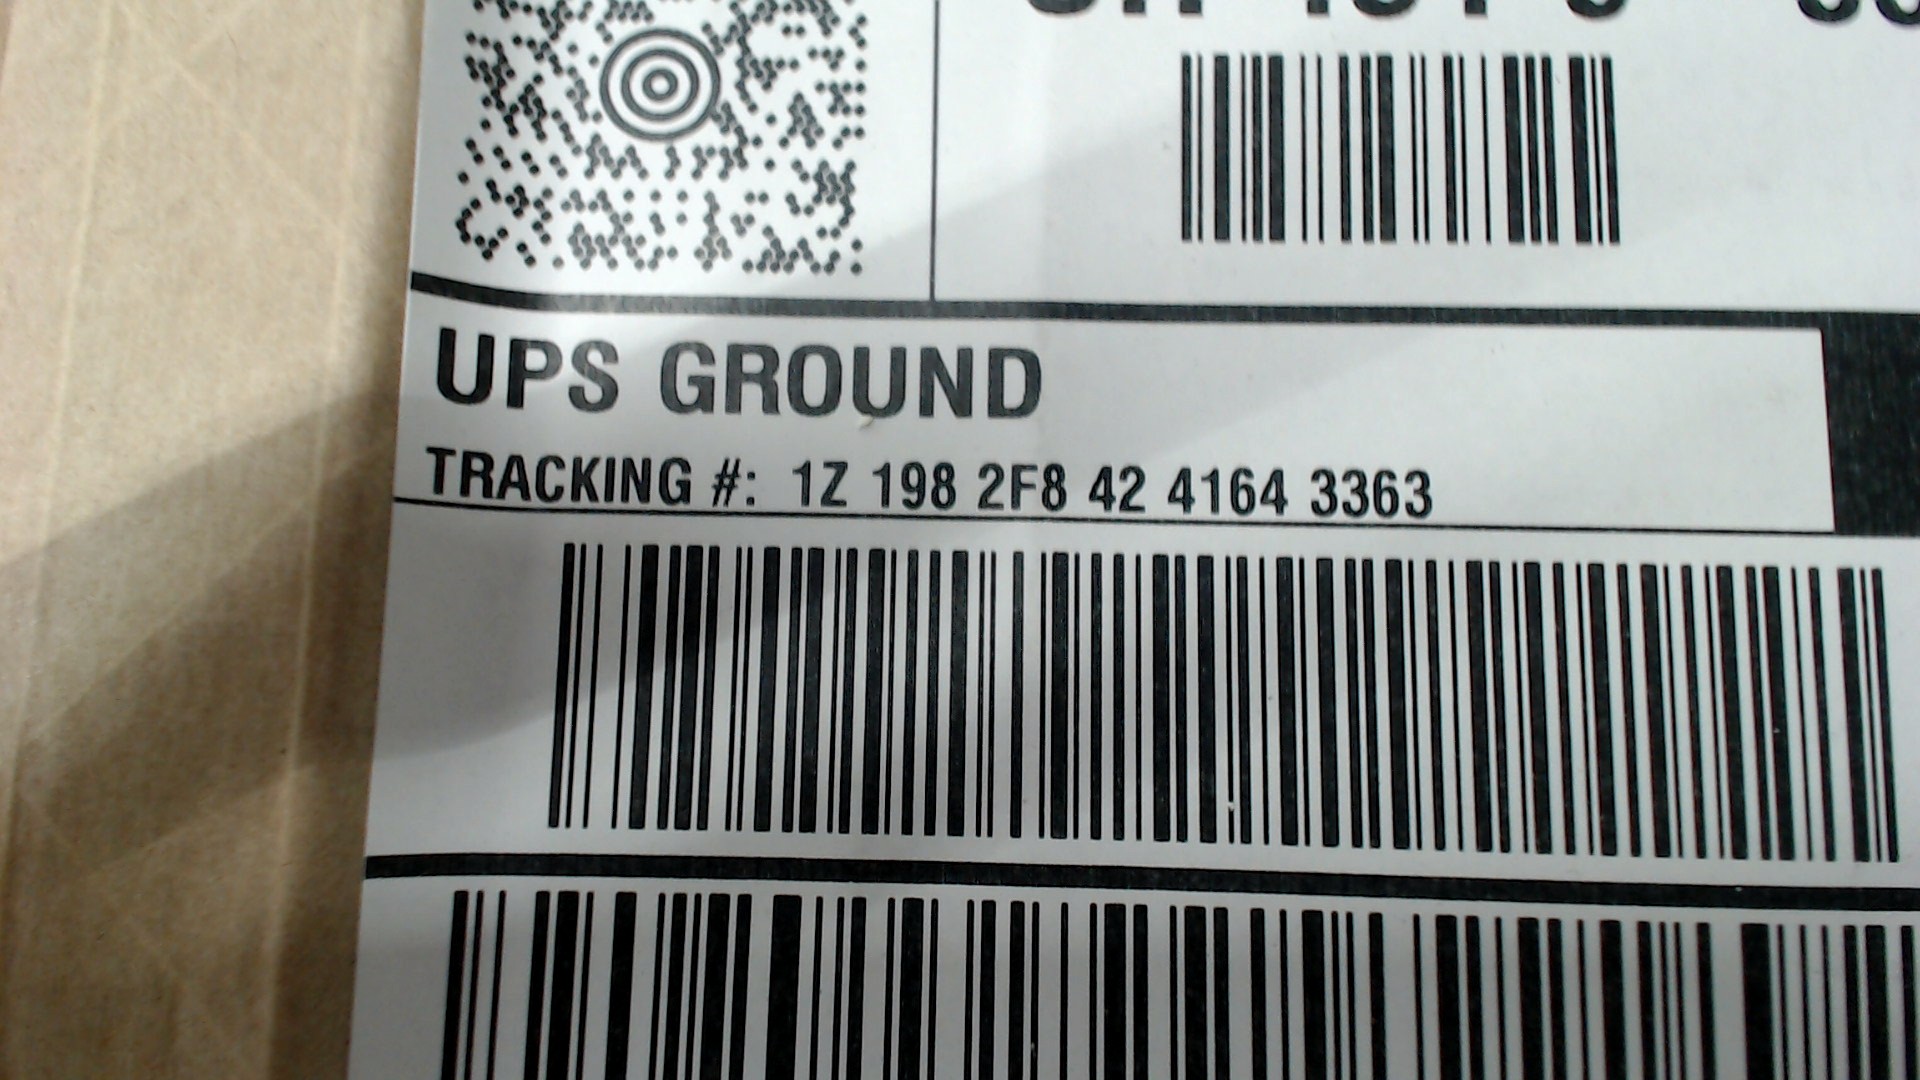 UPS GROUND
TRACKING #: 1Z 198 2F8 42 4164 3363